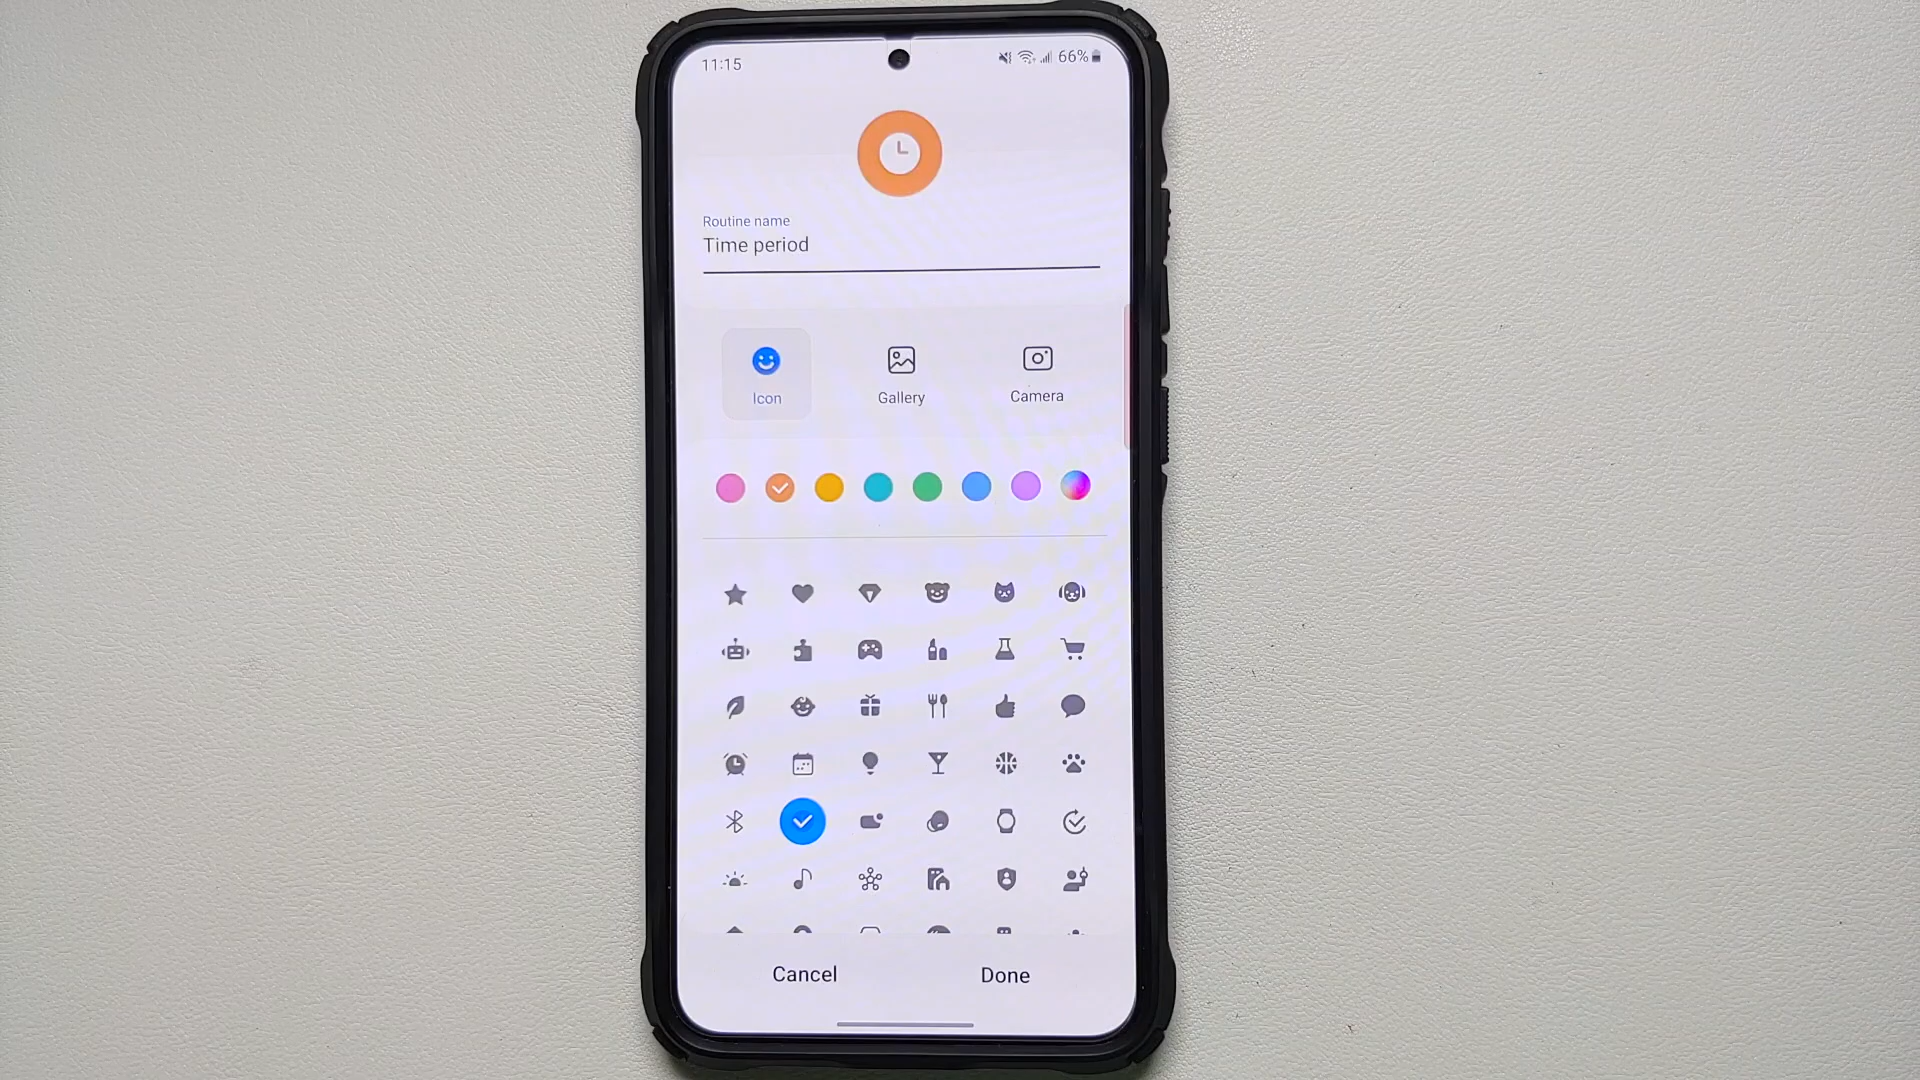 11:15
66%
Routine name
Time period
Icon
Gallery
Camera
Cancel
Done